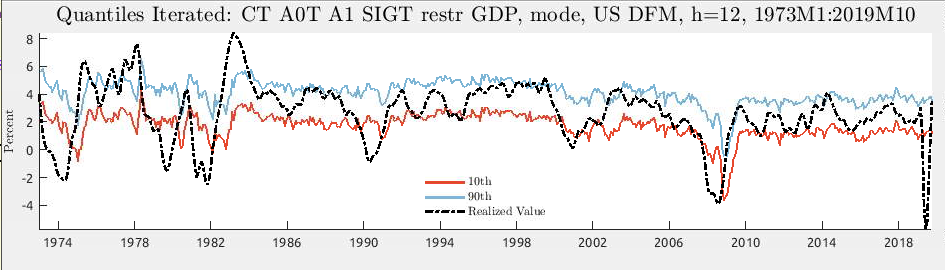 Quantiles Iterated: CT A0T A1 SIGT restr GDP, mode, US DFM, h=12, 1973M1:2019M10
8
6
4
2
0
-2
-4
Percent
10th
90th
Realized Value
1974 1978 1982 1986 1990 1994 1998 2002 2006 2010 2014 2018